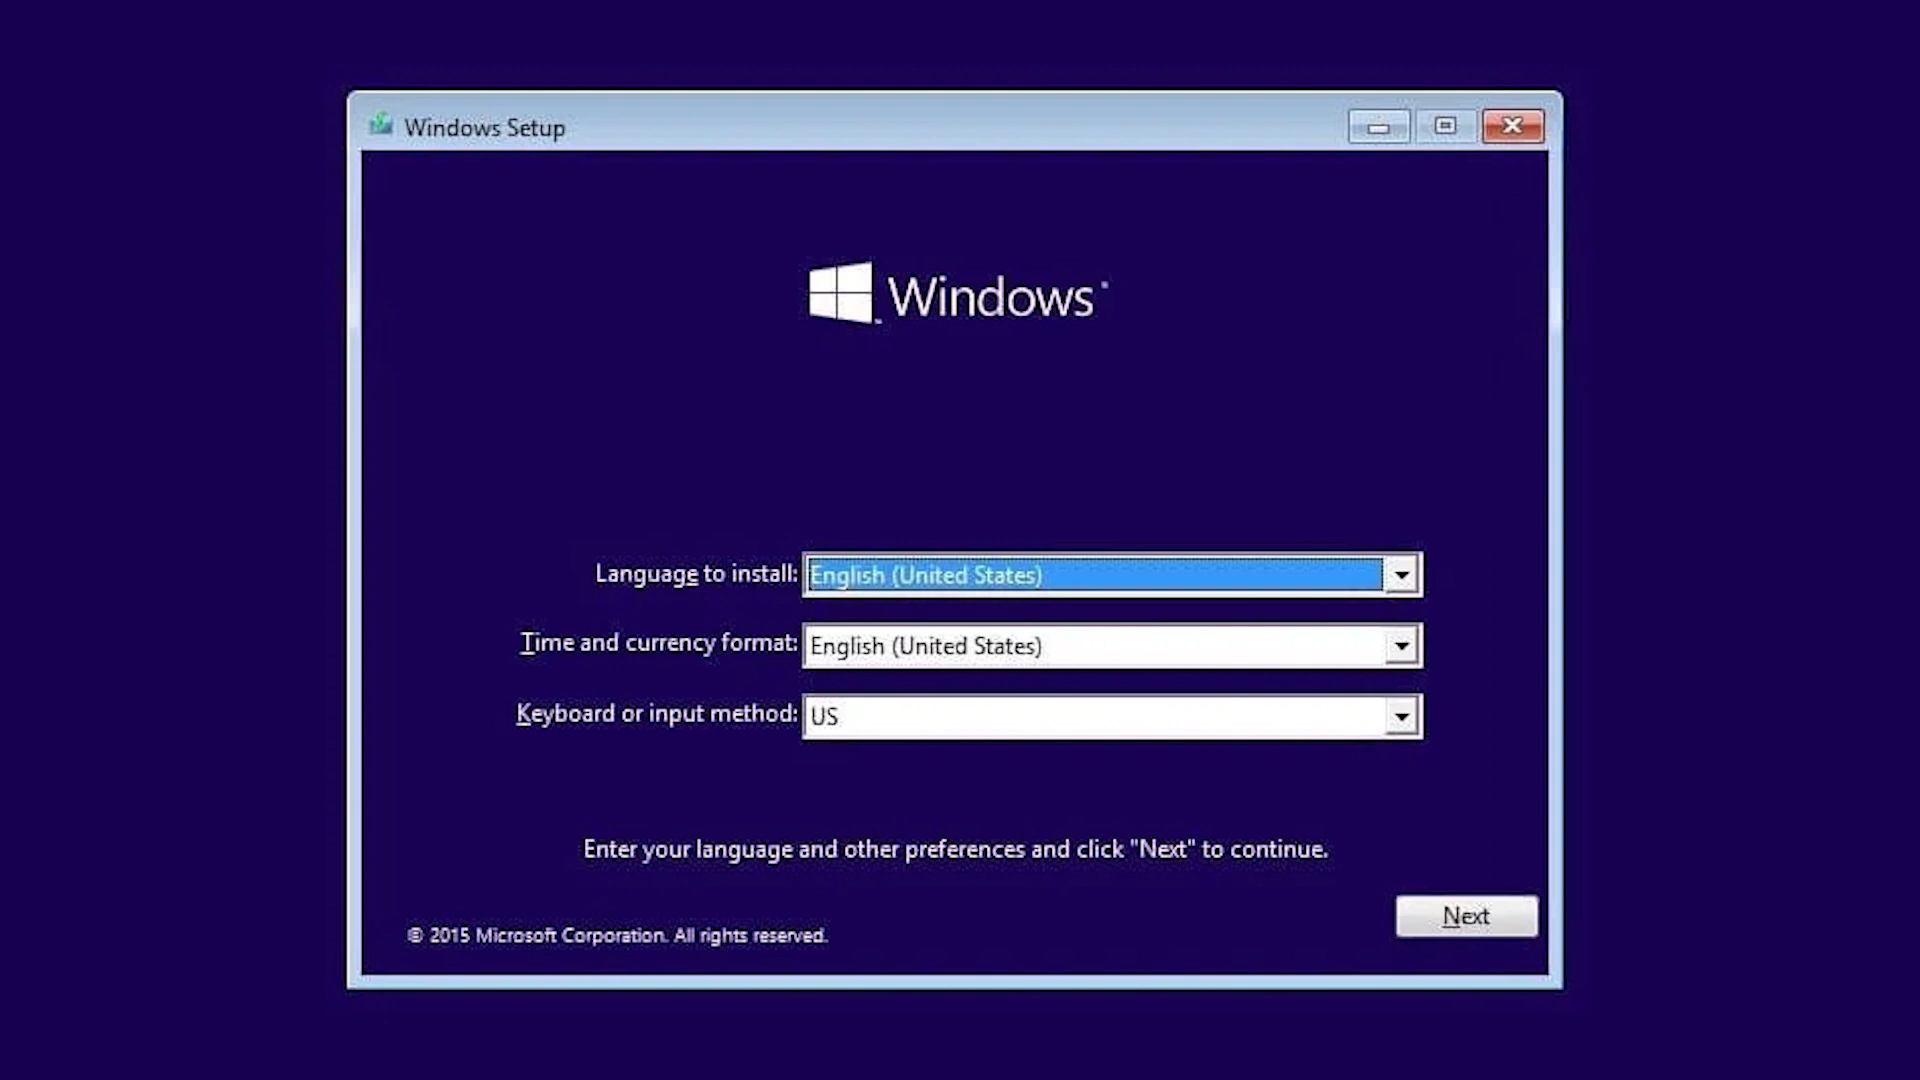 Windows Setup
Windows
Language to install: English (United States)
Time and currency format: English (United States)
Keyboard or input method: US
Enter your language and other preferences and click "Next" to continue.
Next
© 2015 Microsoft Corporation. All rights reserved.